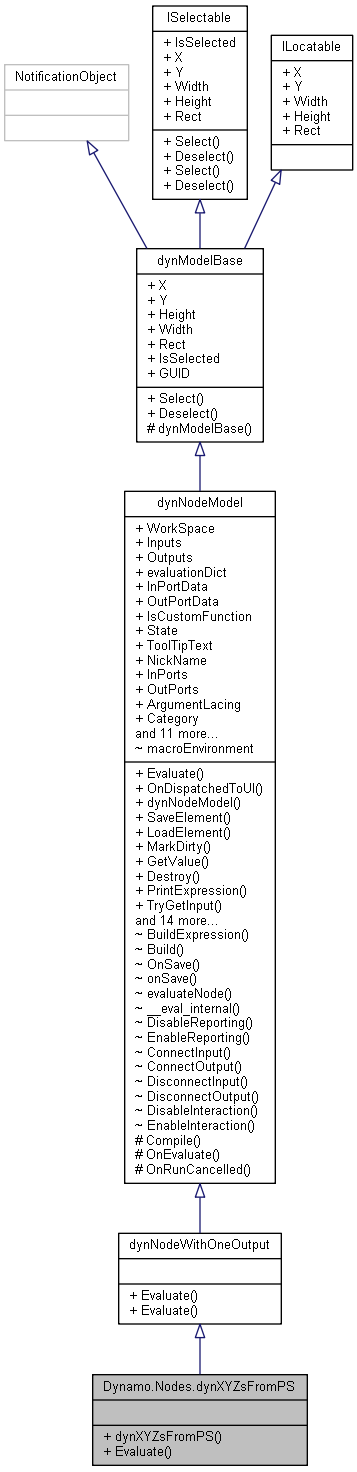 ISelectable
+ IsSelected
+ X
+ Y
+ Width
+ Height
+ Rect
+ Select()
+ Deselect()
+ Select()
+ Deselect()
ILocatable
+ X
+ Y
+ Width
+ Height
+ Rect
NotificationObject
dynModelBase
+ X
+ Y
+ Height
+ Width
+ Rect
+ IsSelected
+ GUID
+ Select()
+ Deselect()
# dynModelBase()
dynNodeModel
+ WorkSpace
+ Inputs
+ Outputs
+ evaluationDict
+ InPortData
+ OutPortData
+ IsCustomFunction
+ State
+ ToolTipText
+ NickName
+ InPorts
+ OutPorts
+ ArgumentLacing
+ Category
and 11 more...
~ macroEnvironment
+ Evaluate()
+ OnDispatchedToUI()
+ dynNodeModel()
+ SaveElement()
+ LoadElement()
+ MarkDirty()
+ GetValue()
+ Destroy()
+ PrintExpression()
+ TryGetInput()
and 14 more...
~ BuildExpression()
~ Build()
~ OnSave()
~ onSave()
~ evaluateNode()
~ __eval_internal()
~ DisableReporting()
~ EnableReporting()
~ ConnectInput()
~ ConnectOutput()
~ DisconnectInput()
~ DisconnectOutput()
~ DisableInteraction()
~ EnableInteraction()
# Compile()
# OnEvaluate()
# OnRunCancelled()
dynNodeWithOneOutput
+ Evaluate()
+ Evaluate()
Dynamo.Nodes.dynXYZsFromPS
+ dynXYZsFromPS()
+ Evaluate()